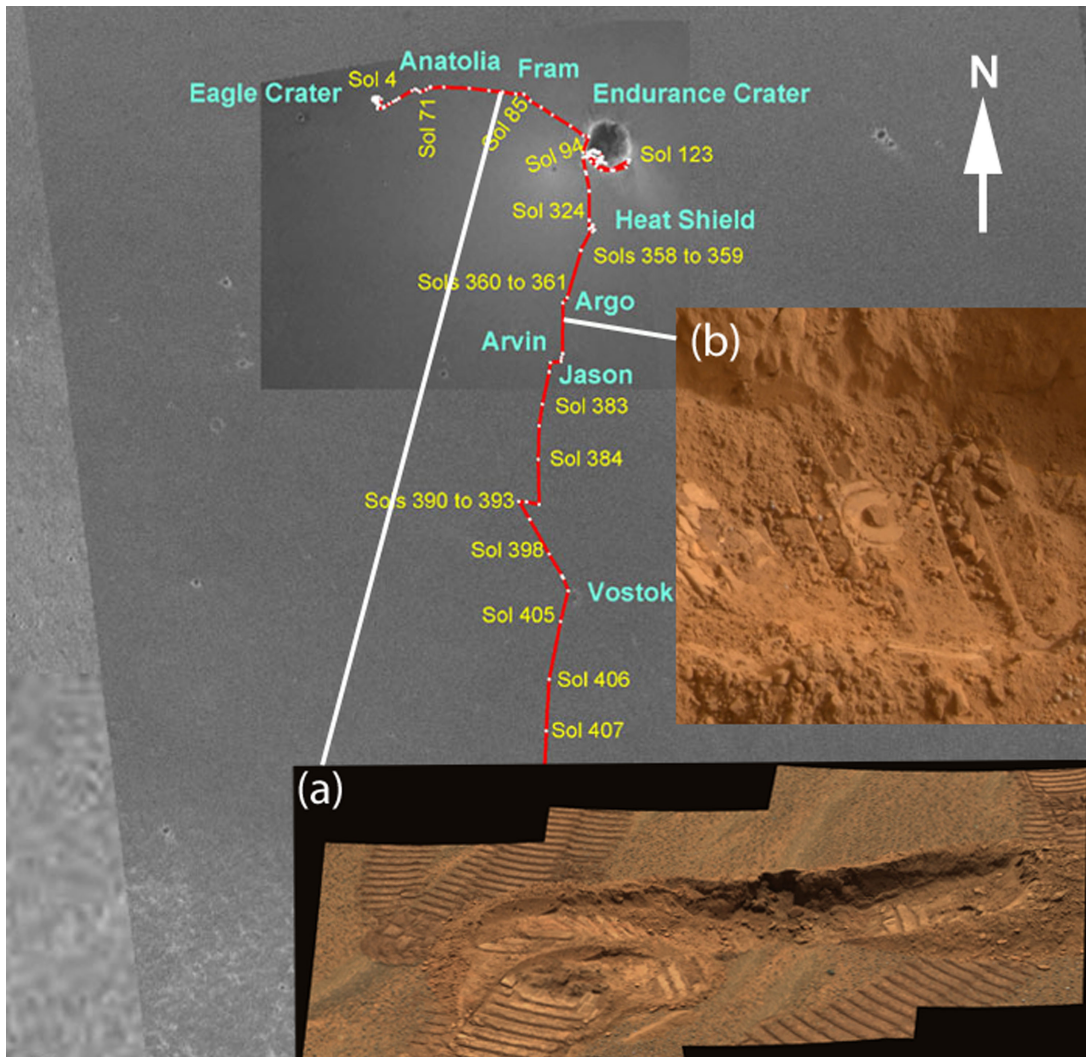 Anatolia
Fram
Sol 4
Eagle Crater
Endurance Crater
N
Sol 71
Sol 85
Sol 94
Sol 123
Sol 324
Heat Shield
Sols 358 to 359
Sols 360 to 361
Argo
(b)
Arvin
Jason
Sol 383
Sol 384
Sols 390 to 393
Sol 398
Vostok
Sol 405
Sol 406
Sol 407
(a)